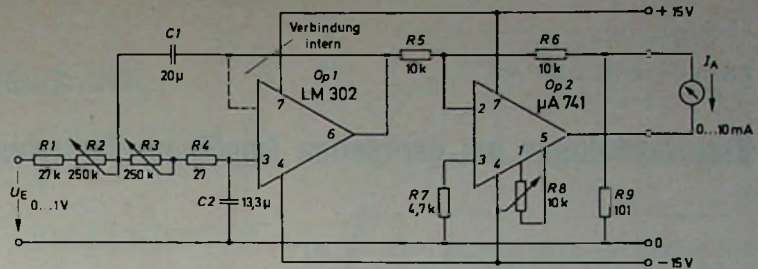 C1
20µ
Verbindung
intern
Op1
LM 302
7
6
3
4
R5
10k
R6
10k
Op2
µA 741
7
2
3
4
1
5
+ 15V
I_A
0...10mA
R1
27k
R2
250k
R3
250k
R4
27
C2
13,3µ
U_E
0...1V
R7
4,7k
R8
10k
R9
101
0
− 15V